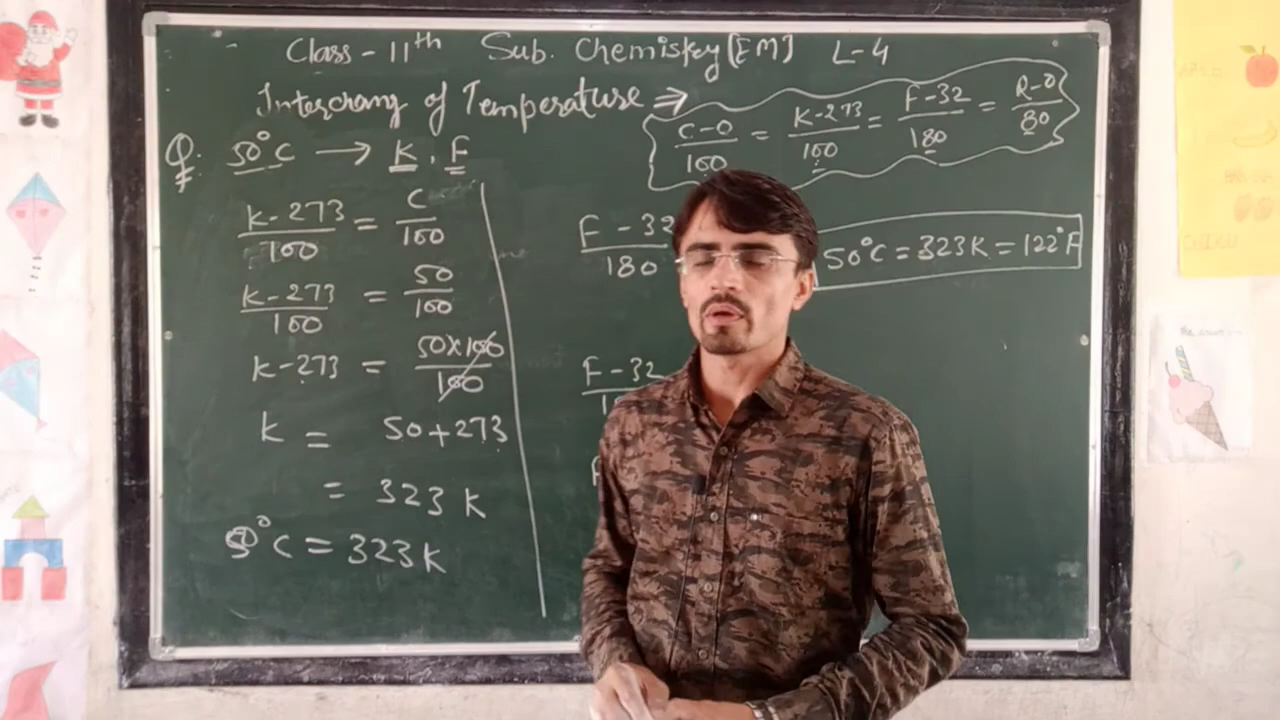 Class - 11th Sub. Chemistry [EM] L-4
Interchang of Temperature ⇒
C-0/100 = K-273/100 = F-32/180 = R-0/80
Q. 50°C → K, F
K-273/100 = C/100
K-273/100 = 50/100
K-273 = 50×100/100
K = 50+273
= 323 K
50°C = 323K
F-32
180
F-32
50°C = 323K = 122°F